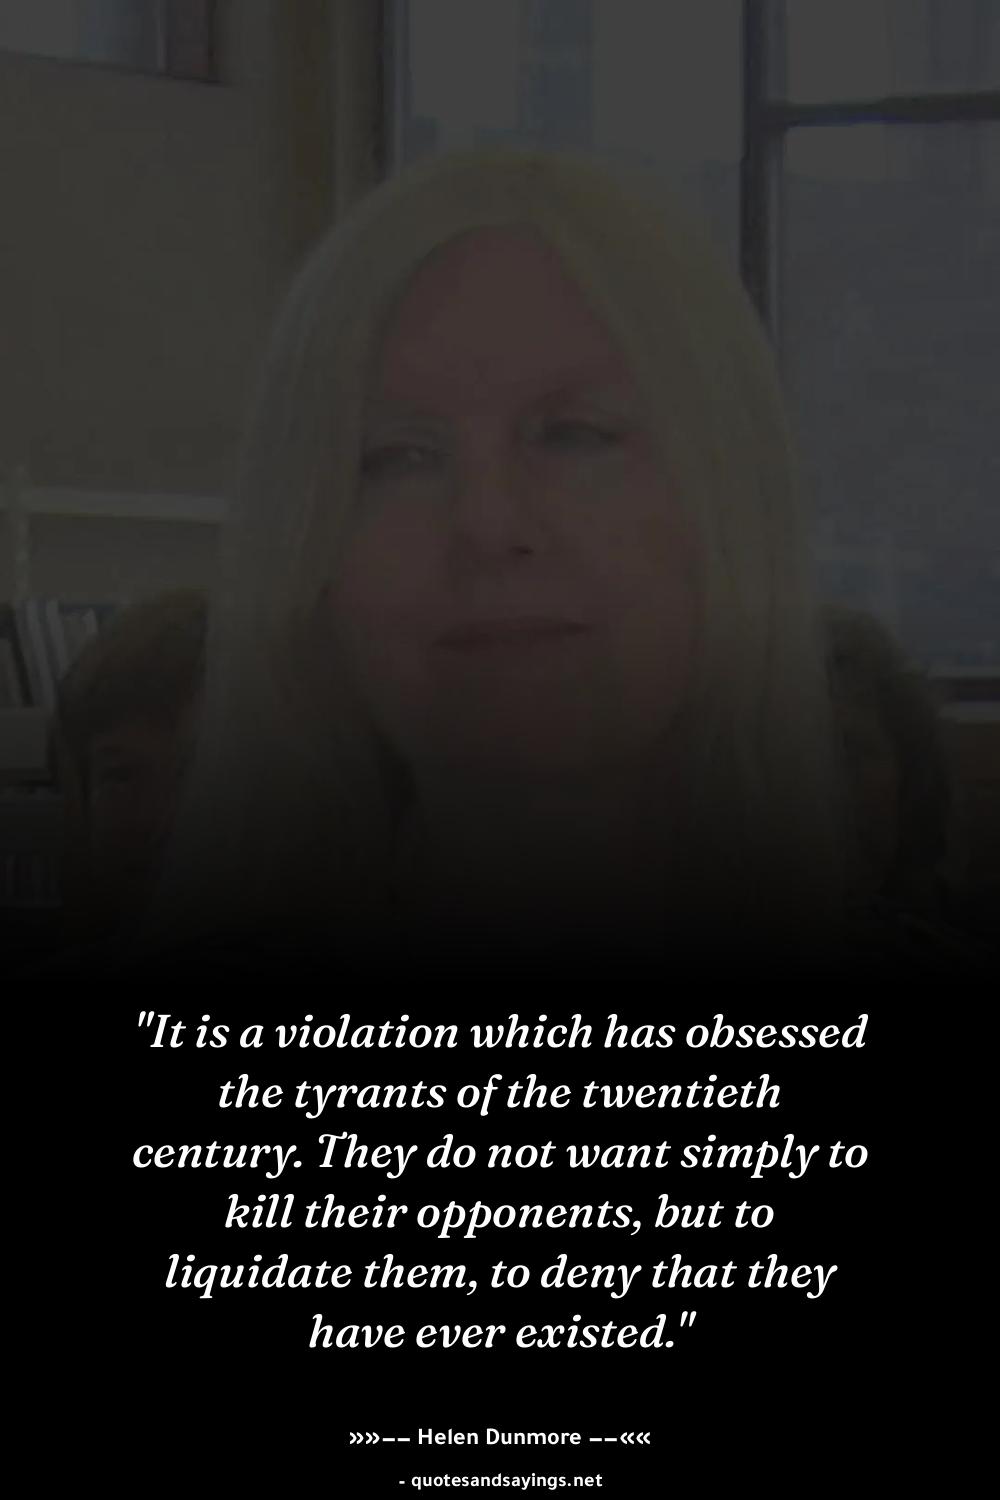 "It is a violation which has obsessed
the tyrants of the twentieth
century. They do not want simply to
kill their opponents, but to
liquidate them, to deny that they
have ever existed."
»»–– Helen Dunmore ––««
- quotesandsayings.net